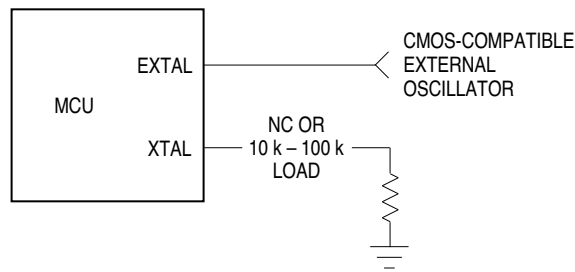 EXTAL
CMOS-COMPATIBLE
EXTERNAL
OSCILLATOR
MCU
XTAL
NC OR
10 k – 100 k
LOAD